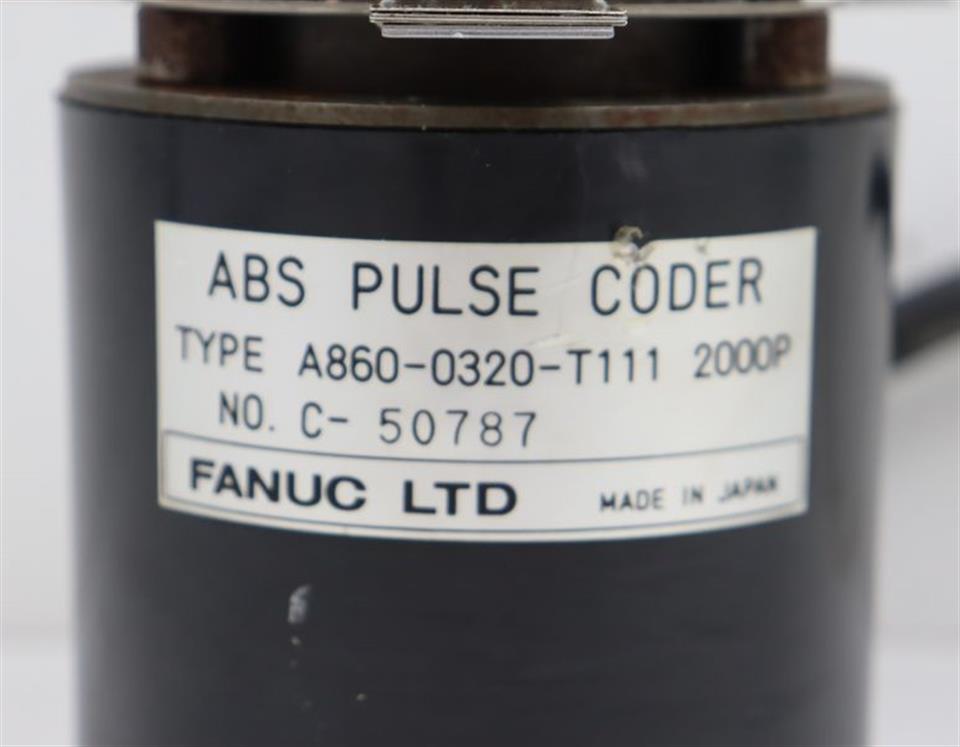 ABS PULSE CODER
TYPE A860-0320-T111 2000P
NO. C- 50787
FANUC LTD MADE IN JAPAN